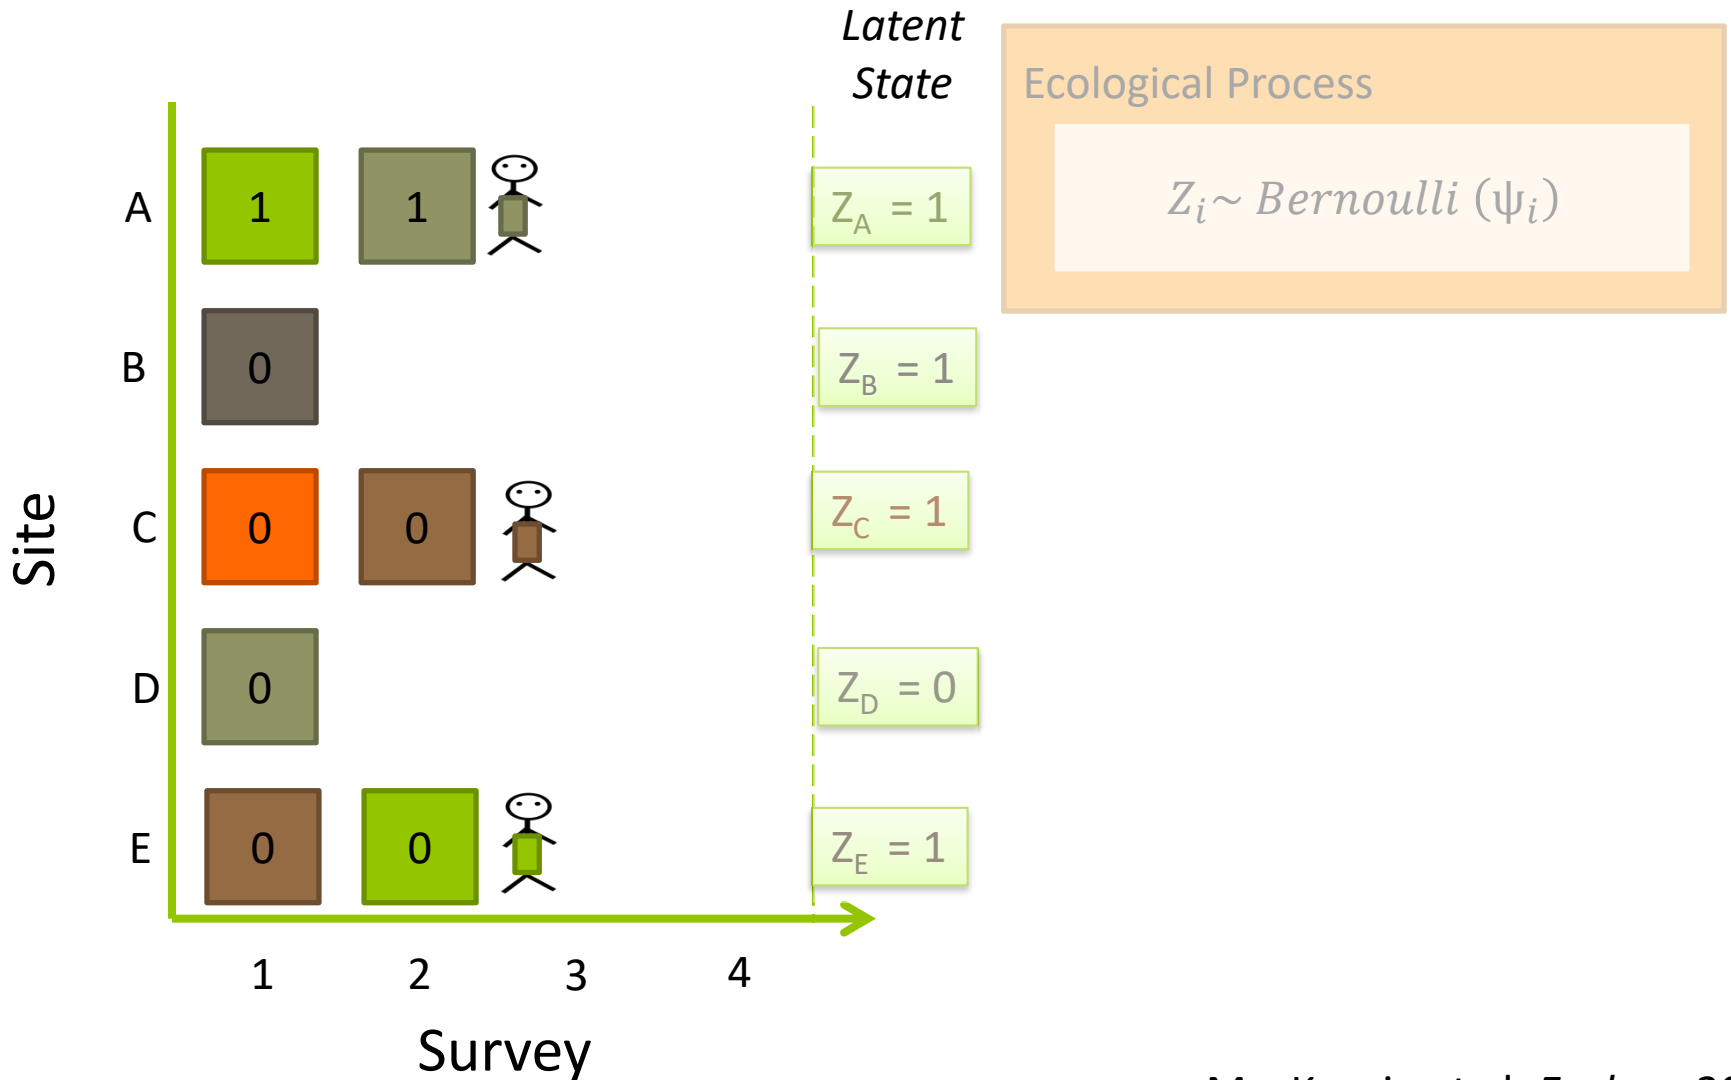 Latent
State
Ecological Process
Z_i ~ Bernoulli (ψ_i)
A 1 1 Z_A = 1
B 0 Z_B = 1
C 0 0 Z_C = 1
D 0 Z_D = 0
E 0 0 Z_E = 1
Site
1 2 3 4
Survey